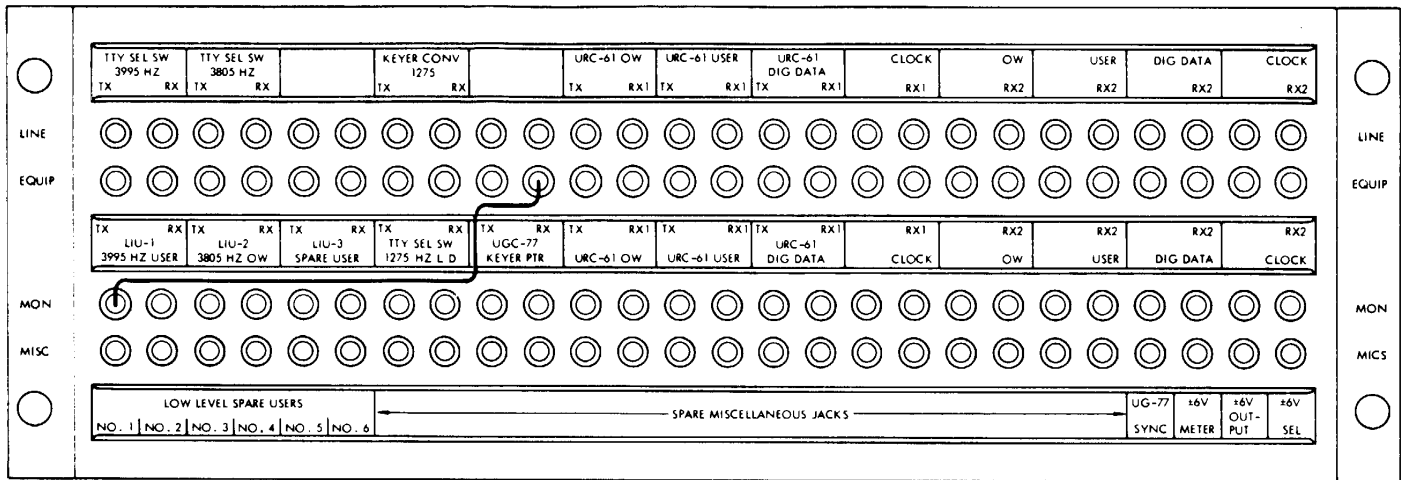 TTY SEL SW TTY SEL SW KEYER CONV URC-61 OW URC-61 USER URC-61 CLOCK OW USER DIG DATA CLOCK
3995 HZ 3805 HZ 1275 DIG DATA
TX RX TX RX TX RX TX RX1 TX RX1 TX RX1 RX1 RX2 RX2 RX2 RX2
LINE LINE
EQUIP EQUIP
TX RX TX RX TX RX TX RX TX RX TX RX1 TX RX1 TX RX1 RX1 RX2 RX2 RX2 RX2
LIU-1 LIU-2 LIU-3 TTY SEL SW UGC-77 URC-61
3995 HZ USER 3805 HZ OW SPARE USER 1275 HZ L D KEYER PTR URC-61 OW URC-61 USER DIG DATA CLOCK OW USER DIG DATA CLOCK
MON MON
MISC MICS
LOW LEVEL SPARE USERS SPARE MISCELLANEOUS JACKS UG-77 ±6V ±6V ±6V
NO. 1 NO. 2 NO. 3 NO. 4 NO. 5 NO. 6 SYNC METER OUT-PUT SEL